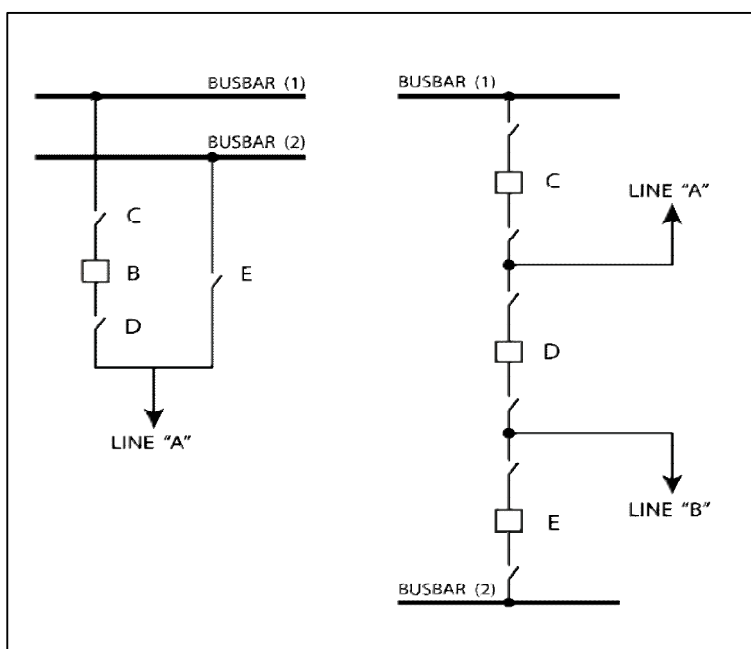 BUSBAR (1)
BUSBAR (2)
C
B
E
D
LINE "A"
BUSBAR (1)
C
LINE "A"
D
LINE "B"
E
BUSBAR (2)